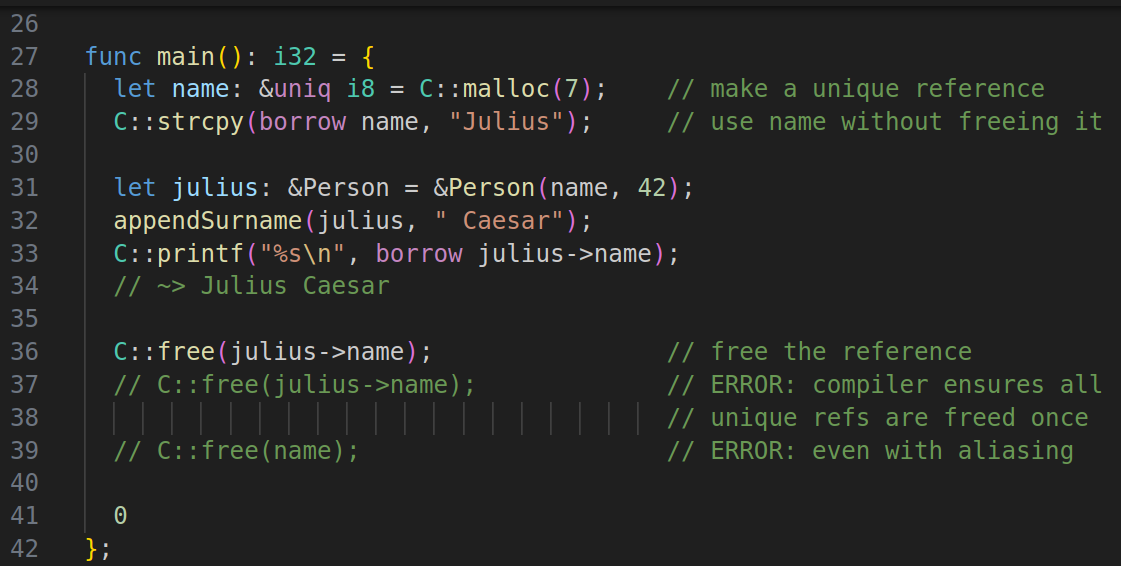 26
27 func main(): i32 = {
28 let name: &uniq i8 = C::malloc(7); // make a unique reference
29 C::strcpy(borrow name, "Julius"); // use name without freeing it
30
31 let julius: &Person = &Person(name, 42);
32 appendSurname(julius, " Caesar");
33 C::printf("%s\n", borrow julius->name);
34 // ~> Julius Caesar
35
36 C::free(julius->name); // free the reference
37 // C::free(julius->name); // ERROR: compiler ensures all
38 // unique refs are freed once
39 // C::free(name); // ERROR: even with aliasing
40
41 0
42 };